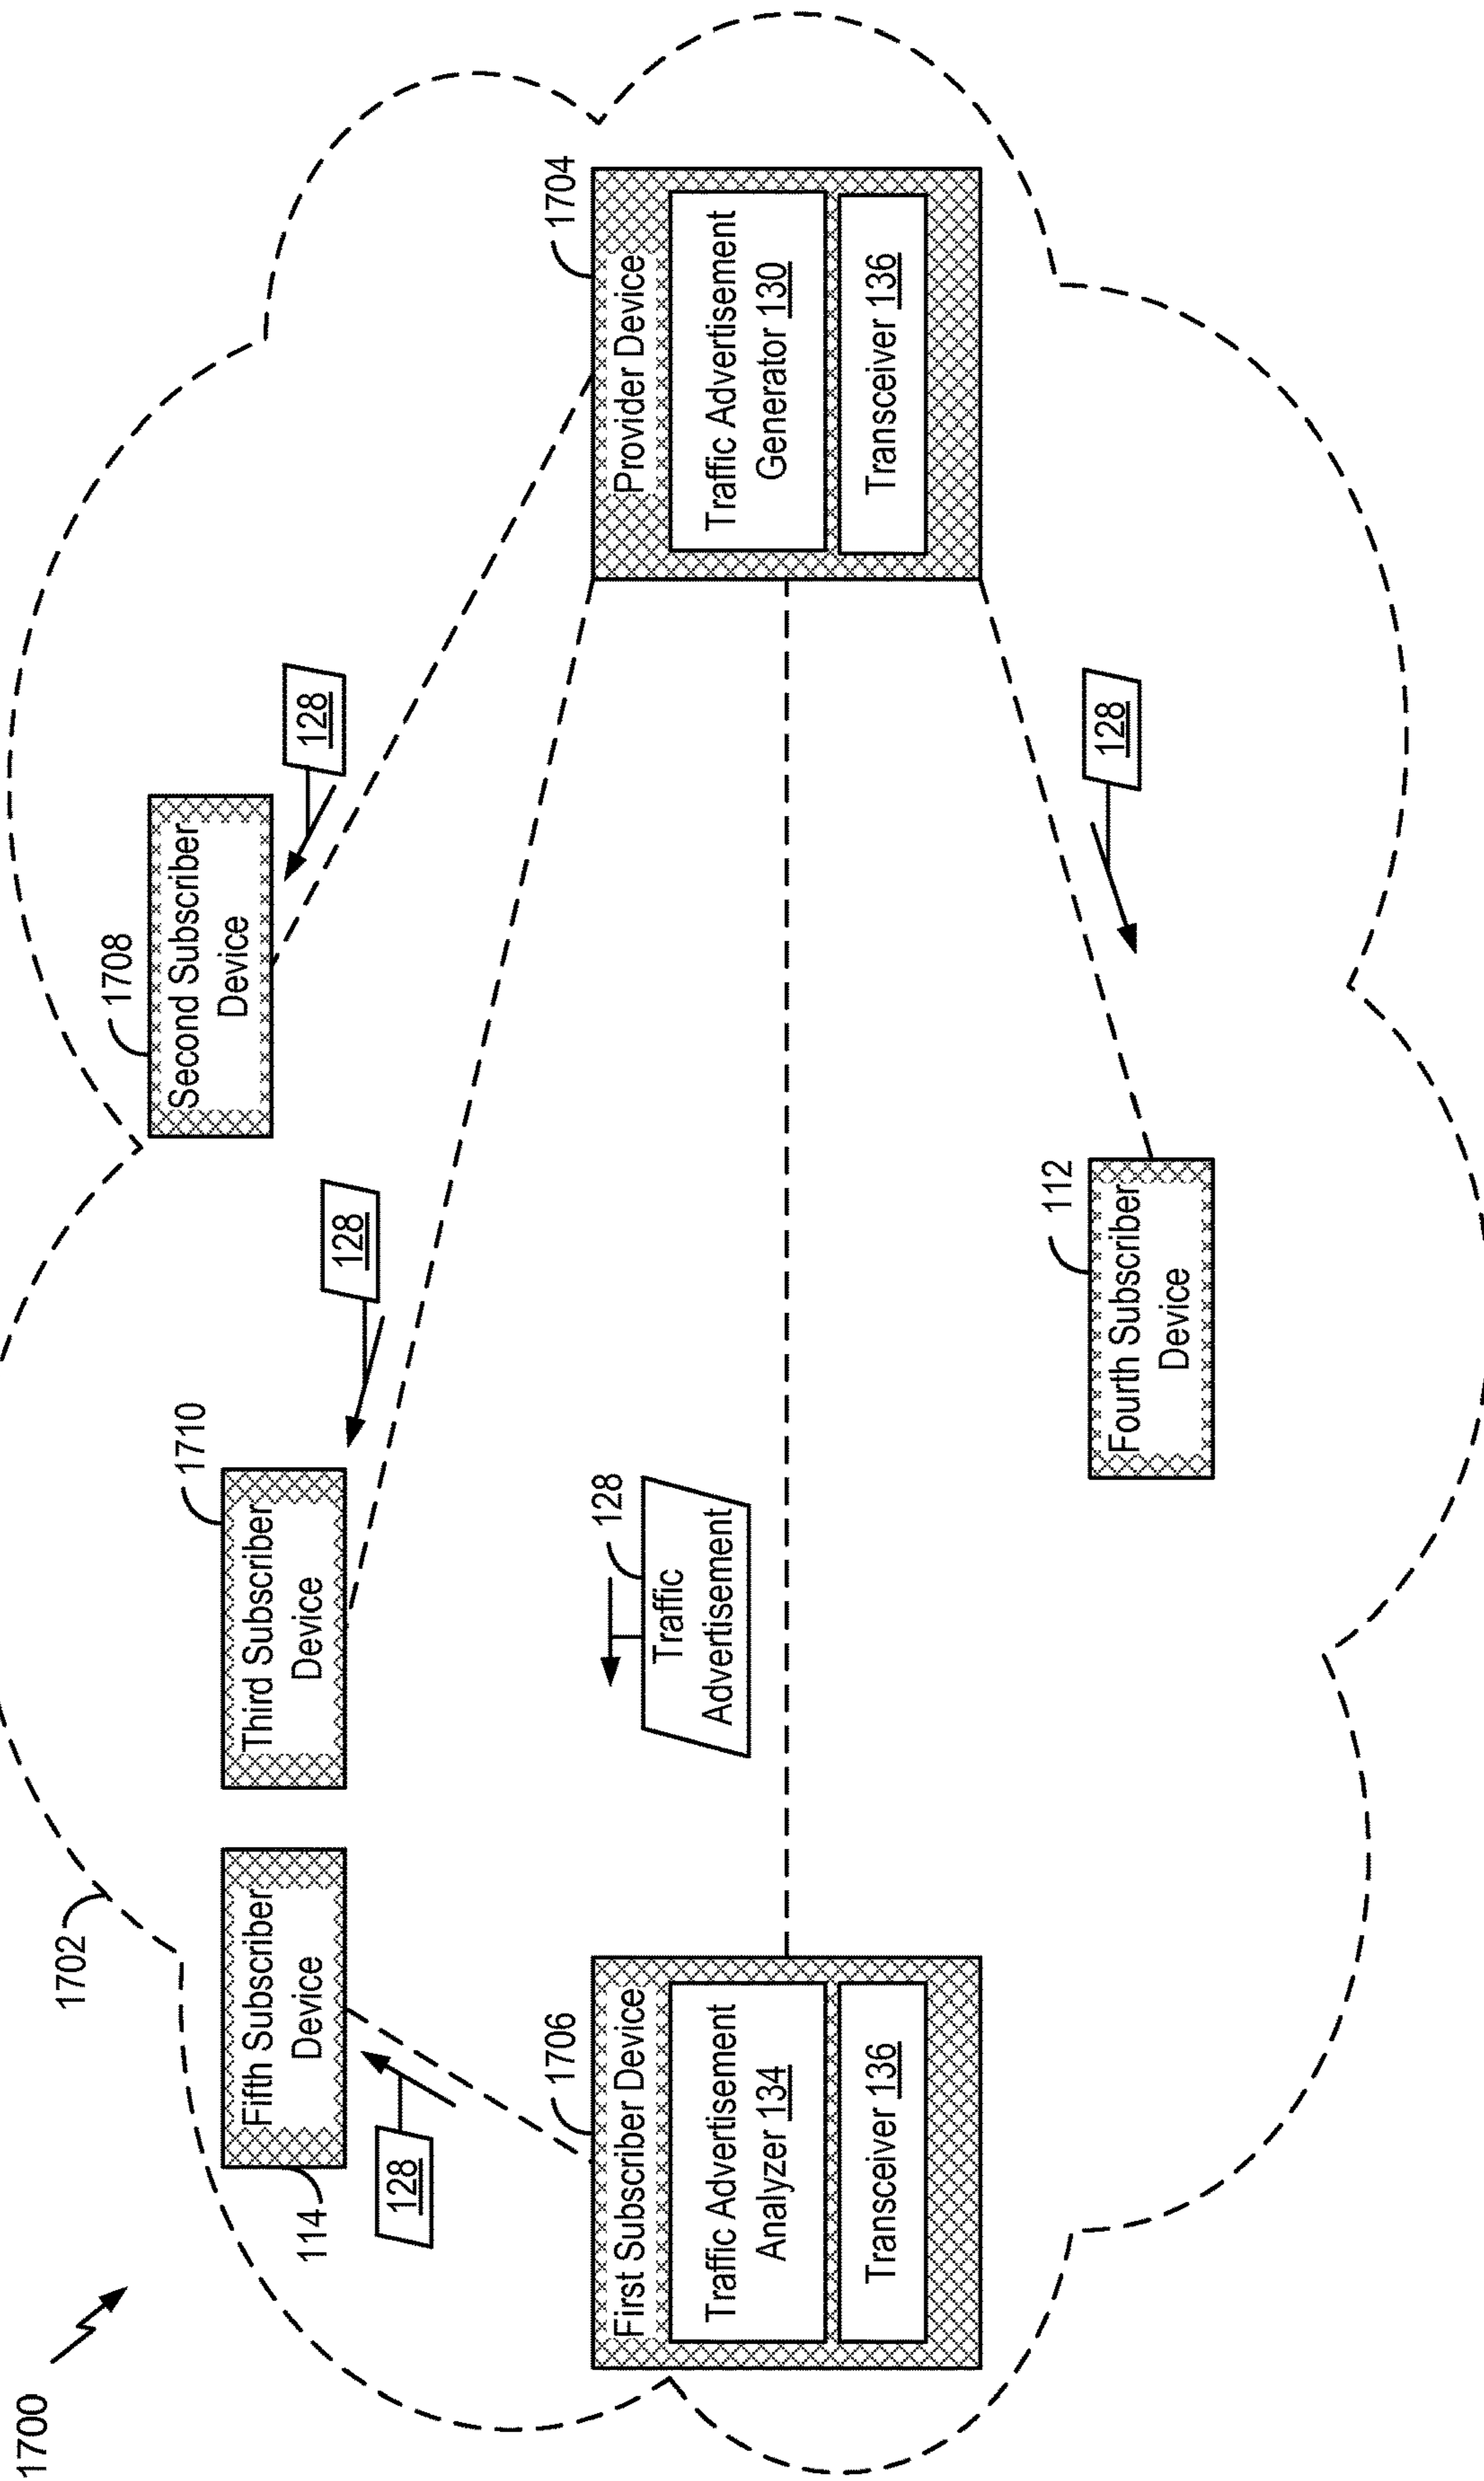 1700
1702
114
Fifth Subscriber
Device
128
1710
Third Subscriber
Device
128
1708
Second Subscriber
Device
128
1706
First Subscriber Device
Traffic Advertisement
Analyzer 134
Transceiver 136
128
Traffic
Advertisement
1704
Provider Device
Traffic Advertisement
Generator 130
Transceiver 136
112
Fourth Subscriber
Device
128